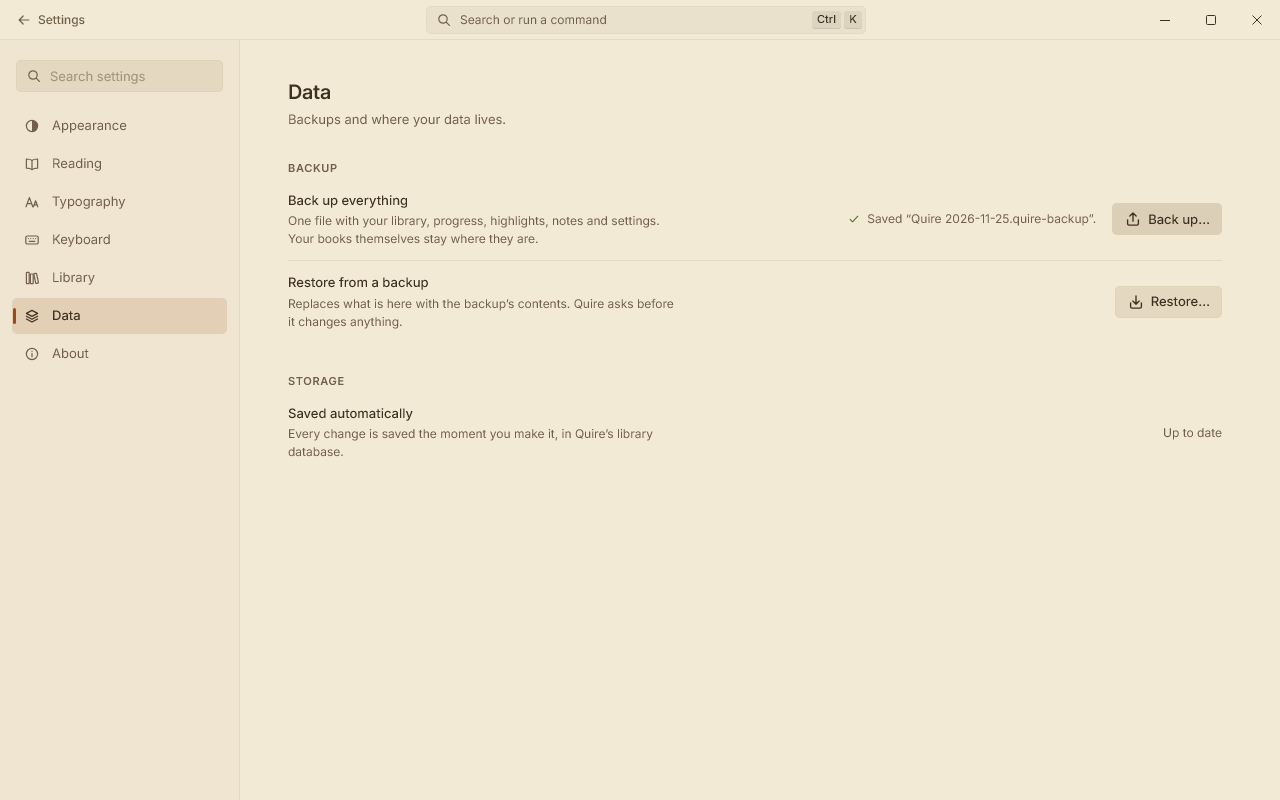 Settings
Search or run a command
Ctrl K
Search settings
Appearance
Reading
Typography
Keyboard
Library
Data
About
Data
Backups and where your data lives.
BACKUP
Back up everything
One file with your library, progress, highlights, notes and settings.
Your books themselves stay where they are.
Saved “Quire 2026-11-25.quire-backup”.
Back up…
Restore from a backup
Replaces what is here with the backup’s contents. Quire asks before
it changes anything.
Restore…
STORAGE
Saved automatically
Every change is saved the moment you make it, in Quire’s library
database.
Up to date